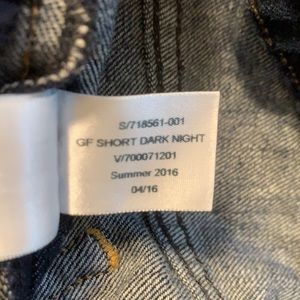 S/718561-001
GF SHORT DARK NIGHT
V/700071201
Summer 2016
04/16